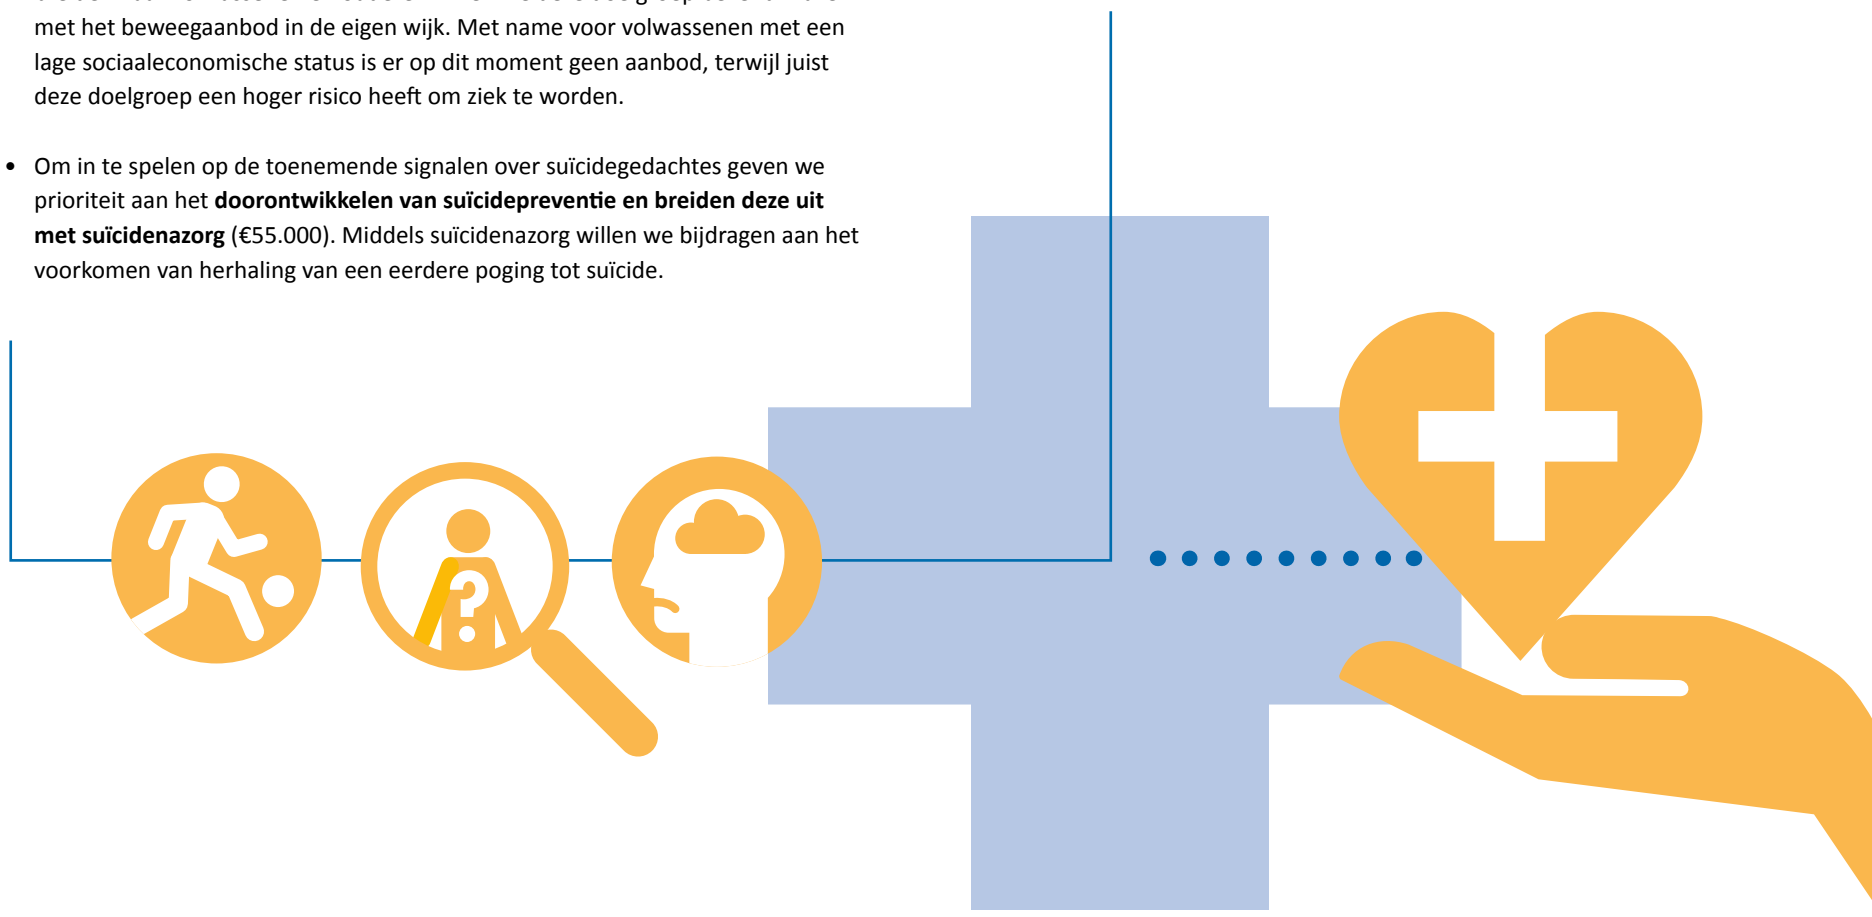 met het beweegaanbod in de eigen wijk. Met name voor volwassenen met een
lage sociaaleconomische status is er op dit moment geen aanbod, terwijl juist
deze doelgroep een hoger risico heeft om ziek te worden.
• Om in te spelen op de toenemende signalen over suïcidegedachtes geven we
prioriteit aan het doorontwikkelen van suïcidepreventie en breiden deze uit
met suïcidenazorg (€55.000). Middels suïcidenazorg willen we bijdragen aan het
voorkomen van herhaling van een eerdere poging tot suïcide.
?